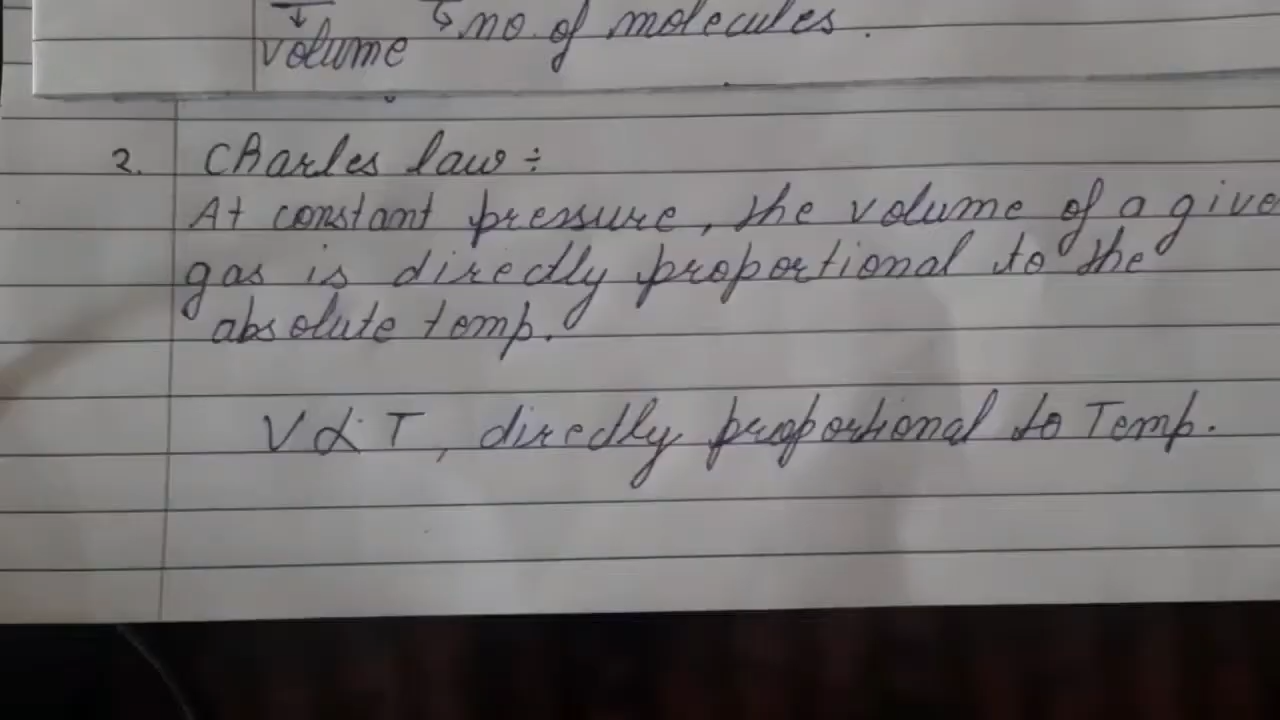 volume no. of molecules.
2. Charles law ÷
At constant pressure, the volume of a give
gas is directly proportional to the
absolute temp.
V ∝ T, directly proportional to Temp.